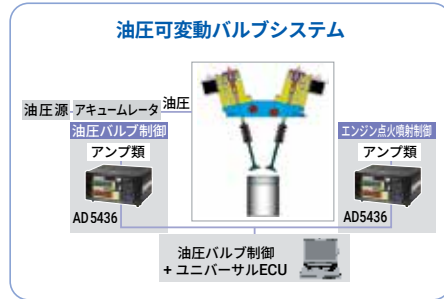 油圧可変動バルブシステム
油圧源 アキュームレータ 油圧
油圧バルブ制御
アンプ類
AD5436
エンジン点火噴射制御
アンプ類
AD5436
油圧バルブ制御
+ ユニバーサルECU